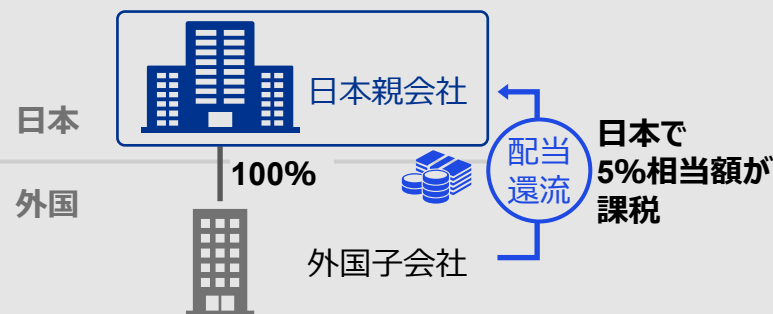 日本
日本親会社
100%
外国
外国子会社
配当
還流
日本で
5%相当額が
課税